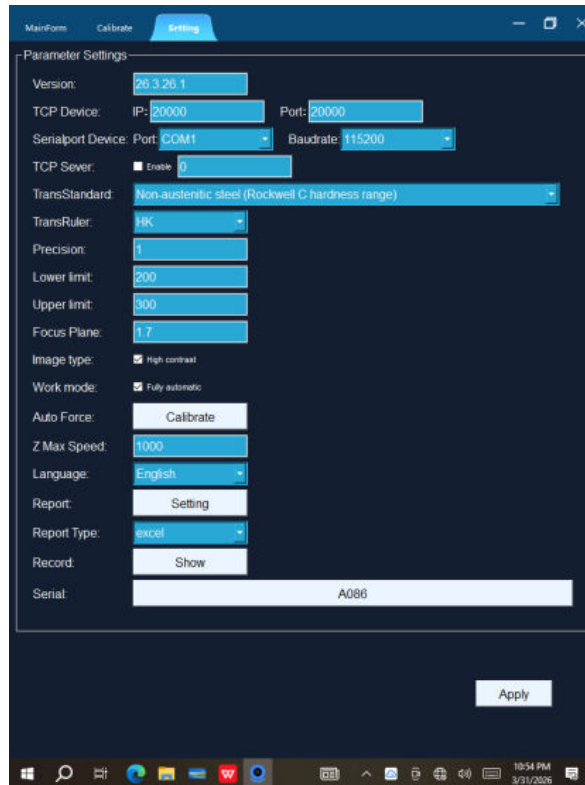 MainForm Calibrate Setting
Parameter Settings
Version: 26.3.26.1
TCP Device: IP: 20000 Port: 20000
Serialport Device: Port: COM1 Baudrate: 115200
TCP Sever: Enable 0
TransStandard: Non-austenitic steel (Rockwell C hardness range)
TransRuler: HK
Precision: 1
Lower limit: 200
Upper limit: 300
Focus Plane: 1.7
Image type: High contraxt
Work mode: Fully automatic
Auto Force: Calibrate
Z Max Speed: 1000
Language: English
Report: Setting
Report Type: excel
Record: Show
Serial: A086
Apply
W
10:54 PM
3/31/2026